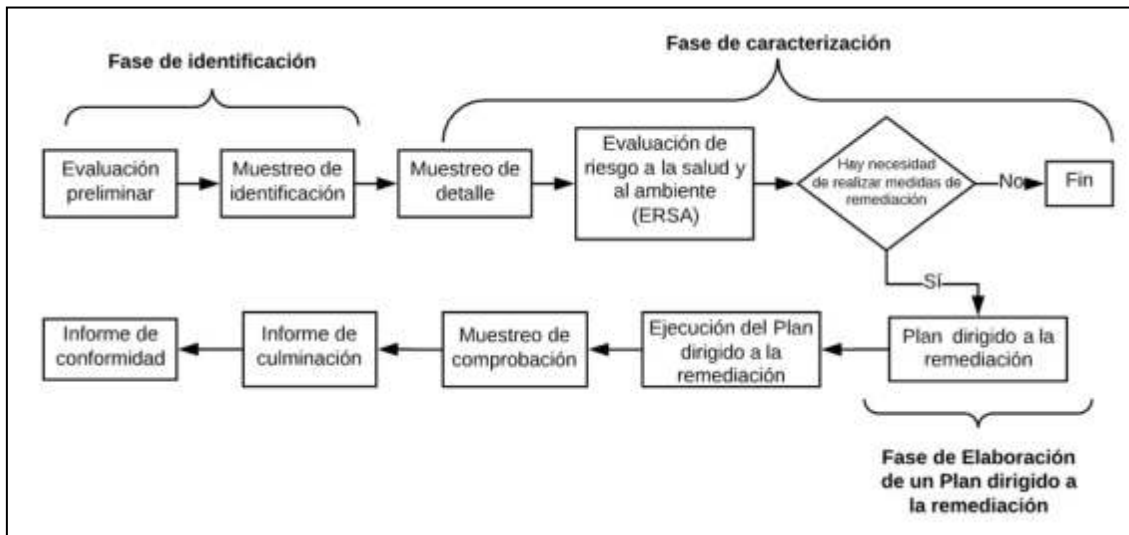 Fase de identificación
Fase de caracterización
Evaluación
preliminar
Muestreo de
identificación
Muestreo de
detalle
Evaluación de
riesgo a la salud y
al ambiente
(ERSA)
Hay necesidad
de realizar medidas de
remediación
No
Fin
Sí
Informe de
conformidad
Informe de
culminación
Muestreo de
comprobación
Ejecución del Plan
dirigido a la
remediación
Plan dirigido a la
remediación
Fase de Elaboración
de un Plan dirigido a
la remediación